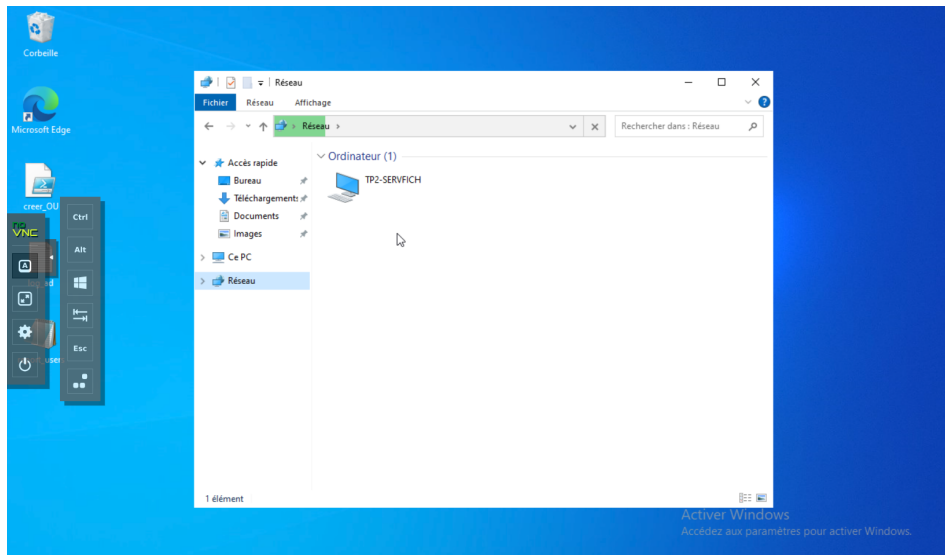 Corbeille
Microsoft Edge
creer_OU
noVNC
Ctrl
Alt
Esc
Réseau
Fichier Réseau Affichage
Réseau
Rechercher dans : Réseau
Accès rapide
Bureau
Téléchargements
Documents
Images
Ce PC
Réseau
Ordinateur (1)
TP2-SERVFICH
1 élément
Activer Windows
Accédez aux paramètres pour activer Windows.